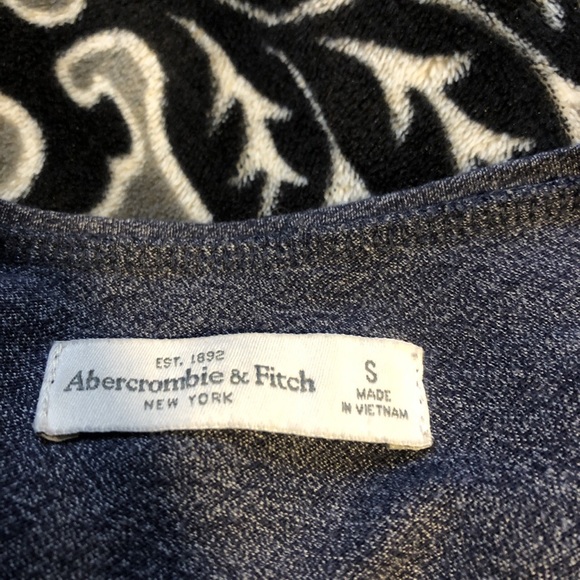 EST. 1892
Abercrombie & Fitch
NEW YORK
S
MADE
IN VIETNAM